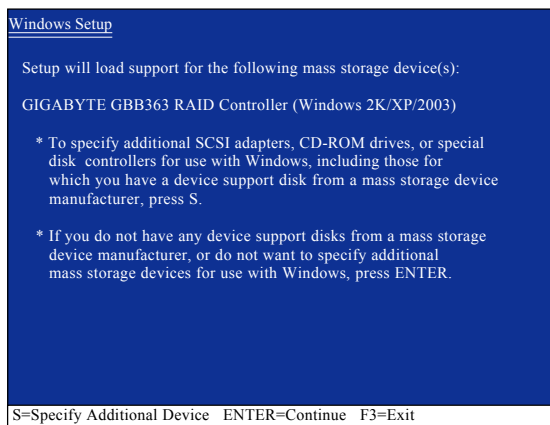 Windows Setup
Setup will load support for the following mass storage device(s):
GIGABYTE GBB363 RAID Controller (Windows 2K/XP/2003)
* To specify additional SCSI adapters, CD-ROM drives, or special
disk controllers for use with Windows, including those for
which you have a device support disk from a mass storage device
manufacturer, press S.
* If you do not have any device support disks from a mass storage
device manufacturer, or do not want to specify additional
mass storage devices for use with Windows, press ENTER.
S=Specify Additional Device ENTER=Continue F3=Exit